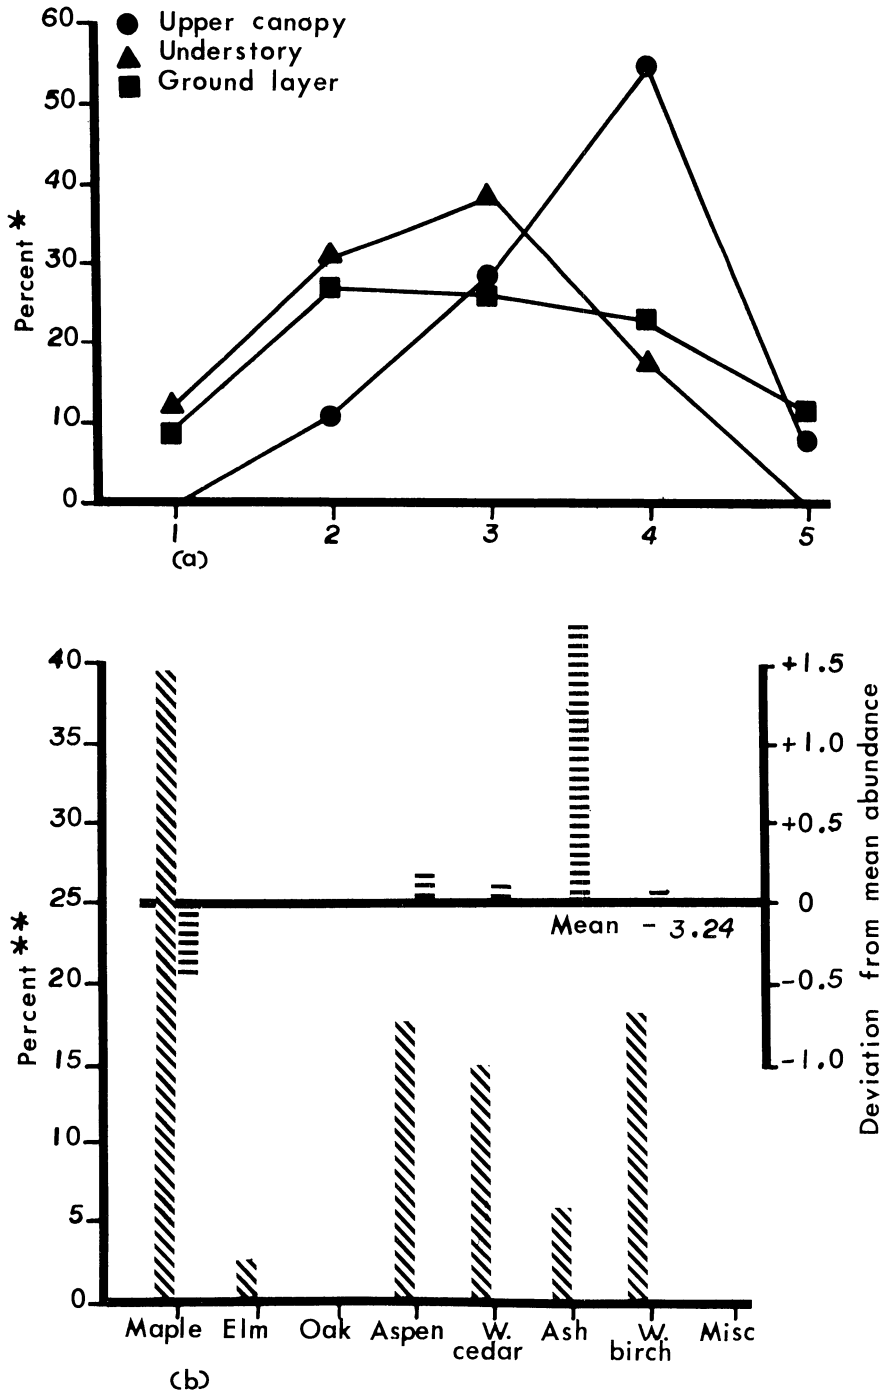 60
50
40
30
20
10
0
Percent *
Upper canopy
Understory
Ground layer
1 2 3 4 5
(a)
40
35
30
25
20
15
10
5
0
Percent **
+1.5
+1.0
+0.5
0
-0.5
-1.0
Deviation from mean abundance
Mean - 3.24
Maple Elm Oak Aspen W. Ash W. Misc
cedar birch
(b)